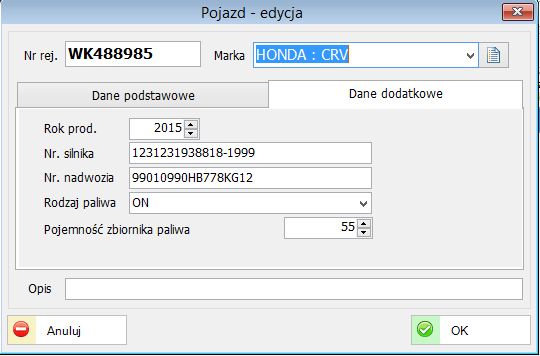 Pojazd - edycja
Nr rej. WK488985 Marka HONDA : CRV
Dane podstawowe Dane dodatkowe
Rok prod. 2015
Nr. silnika 1231231938818-1999
Nr. nadwozia 99010990HB778KG12
Rodzaj paliwa ON
Pojemność zbiornika paliwa 55
Opis
Anuluj OK